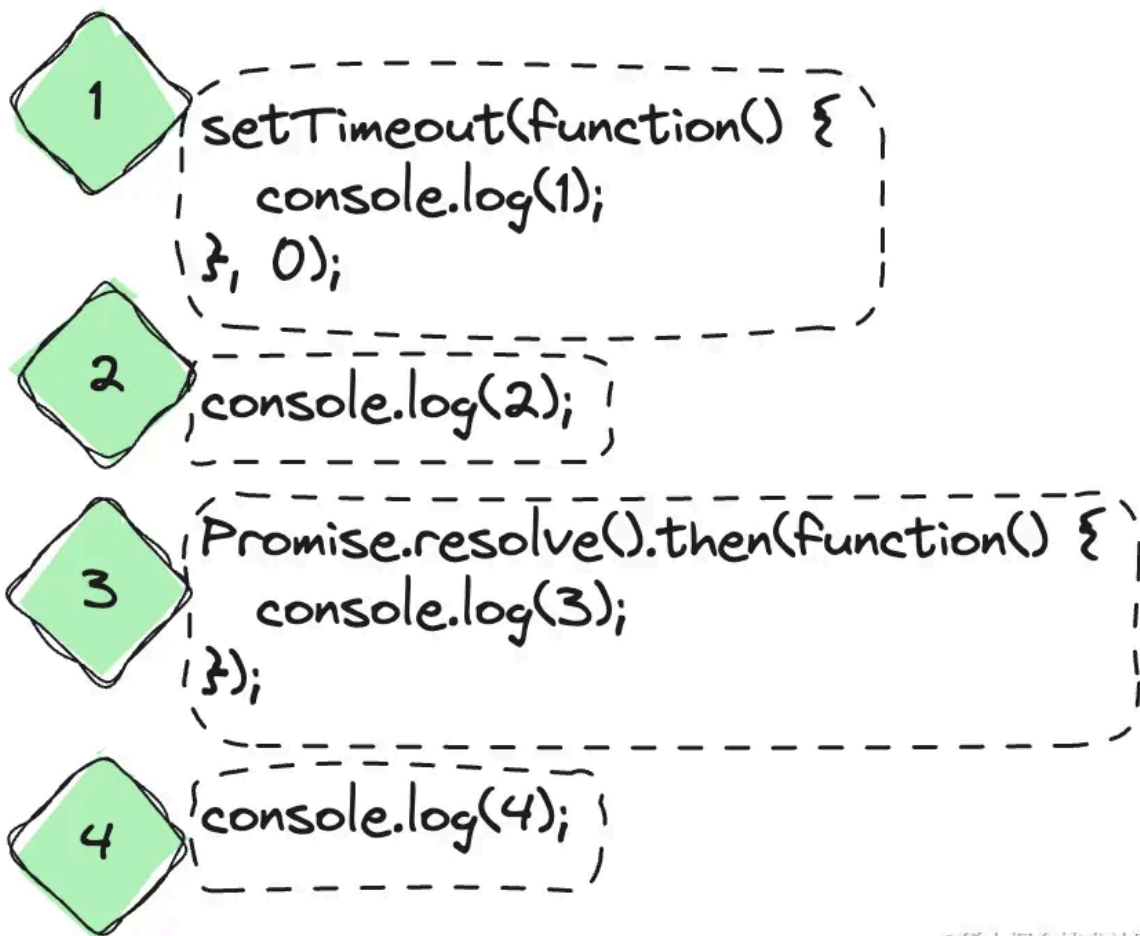 1
setTimeout(function() {
console.log(1);
}, 0);
2
console.log(2);
3
Promise.resolve().then(function() {
console.log(3);
});
4
console.log(4);